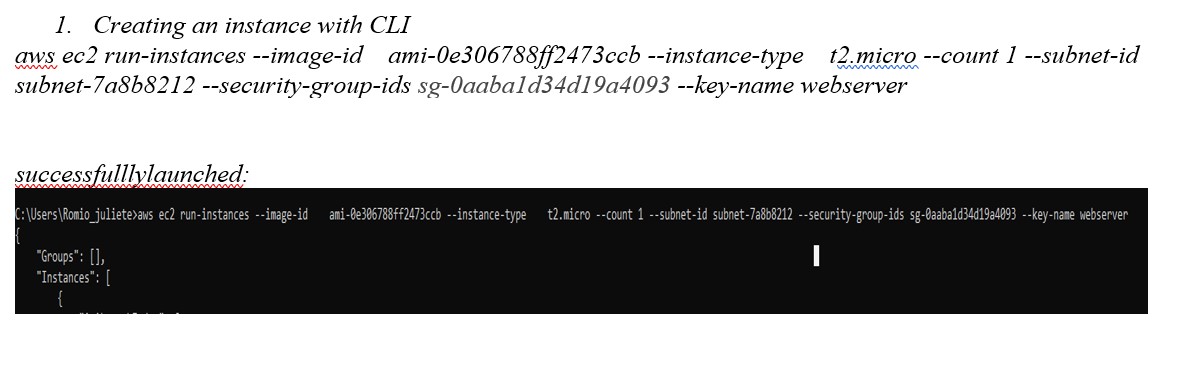 1. Creating an instance with CLI
aws ec2 run-instances --image-id ami-0e306788ff2473ccb --instance-type t2.micro --count 1 --subnet-id
subnet-7a8b8212 --security-group-ids sg-0aaba1d34d19a4093 --key-name webserver
successfulllylaunched:
C:\Users\Romio_juliete>aws ec2 run-instances --image-id ami-0e306788ff2473ccb --instance-type t2.micro --count 1 --subnet-id subnet-7a8b8212 --security-group-ids sg-0aaba1d34d19a4093 --key-name webserver
{
"Groups": [],
"Instances": [
{